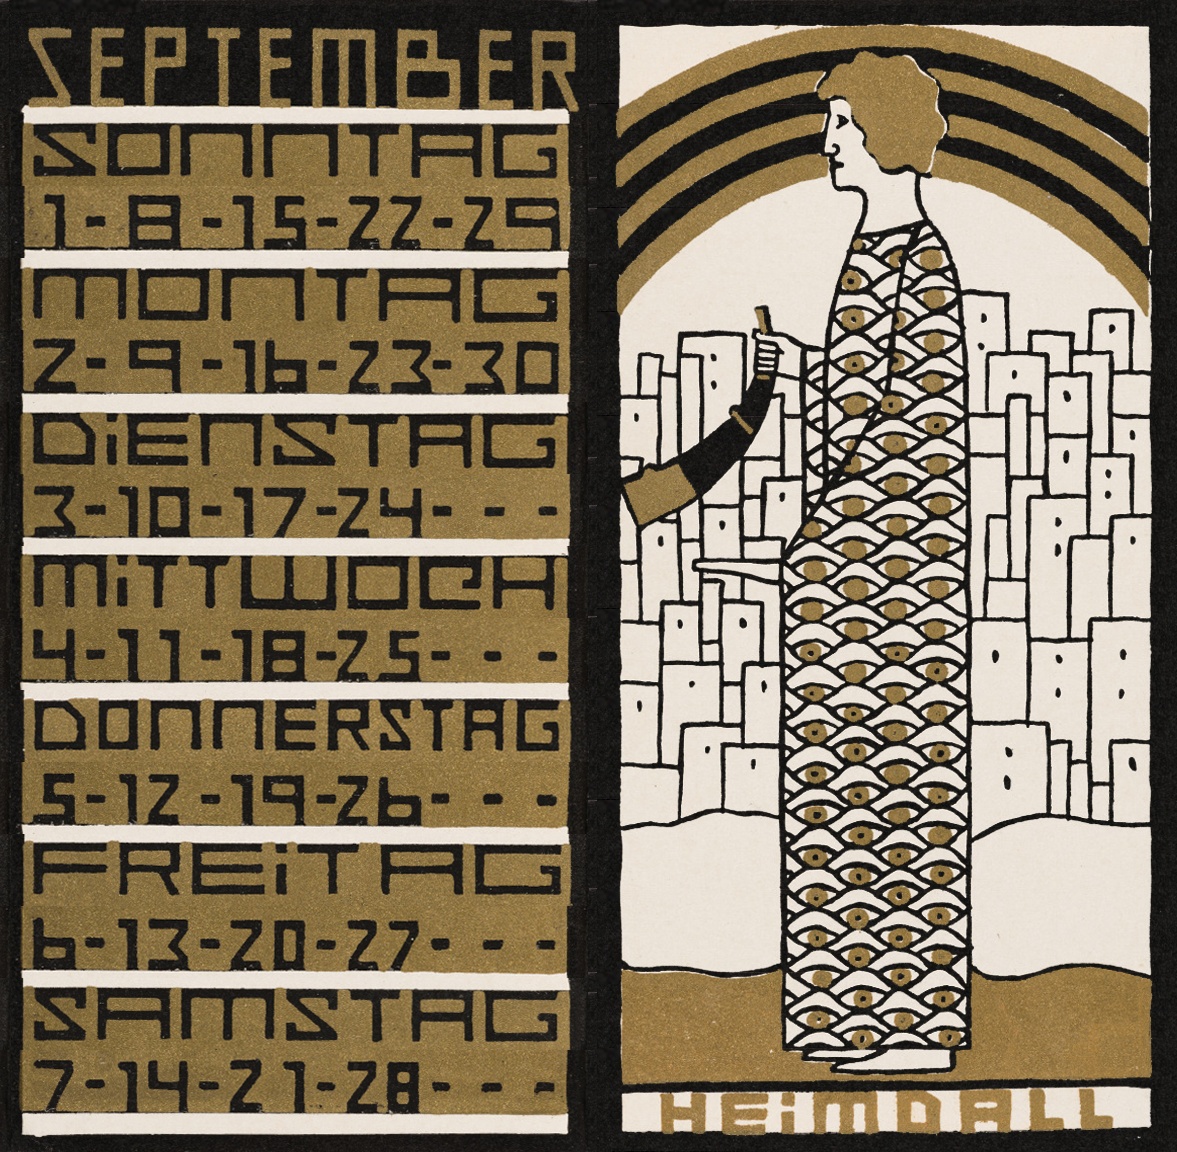 SEPTEMBER
SONNTAG
1-8-15-22-29
MONTAG
2-9-16-23-30
DiENSTAG
3-10-17-24- - -
MiTTWOCH
4-11-18-25- - -
DONNERSTAG
5-12-19-26- - -
FREiTAG
6-13-20-27- - -
SAMSTAG
7-14-21-28- - -
HEiMDALL